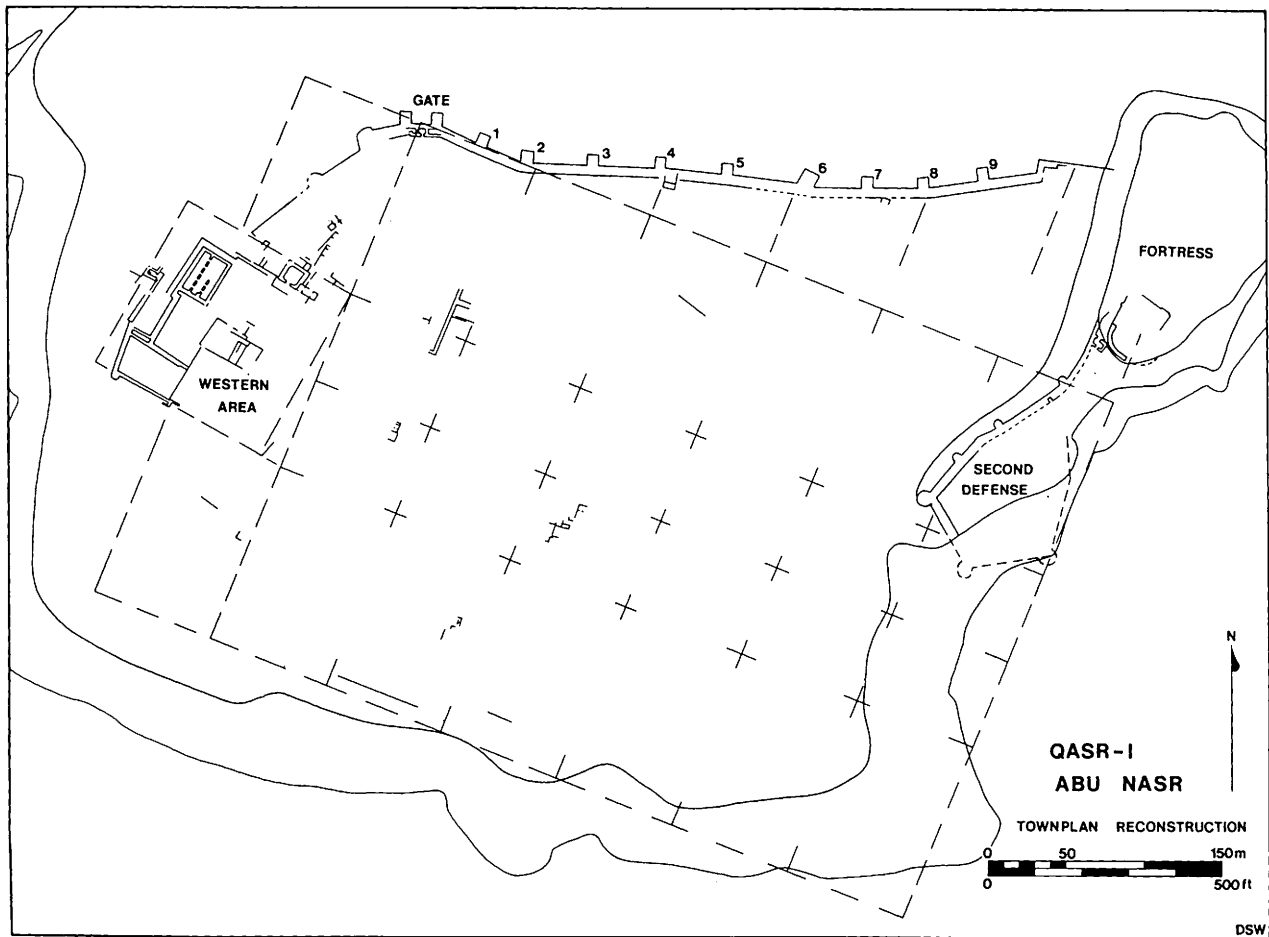 GATE
1
2
3
4
5
6
7
8
9
FORTRESS
WESTERN
AREA
SECOND
DEFENSE
N
QASR-I
ABU NASR
TOWNPLAN RECONSTRUCTION
0 50 150m
0 500ft
DSW